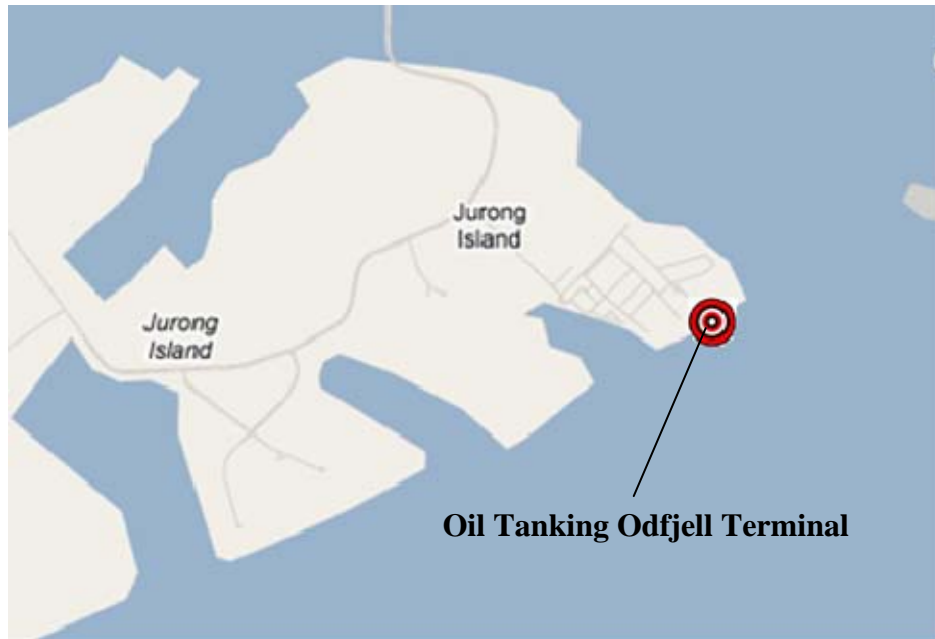 Jurong
Island
Jurong
Island
Oil Tanking Odfjell Terminal